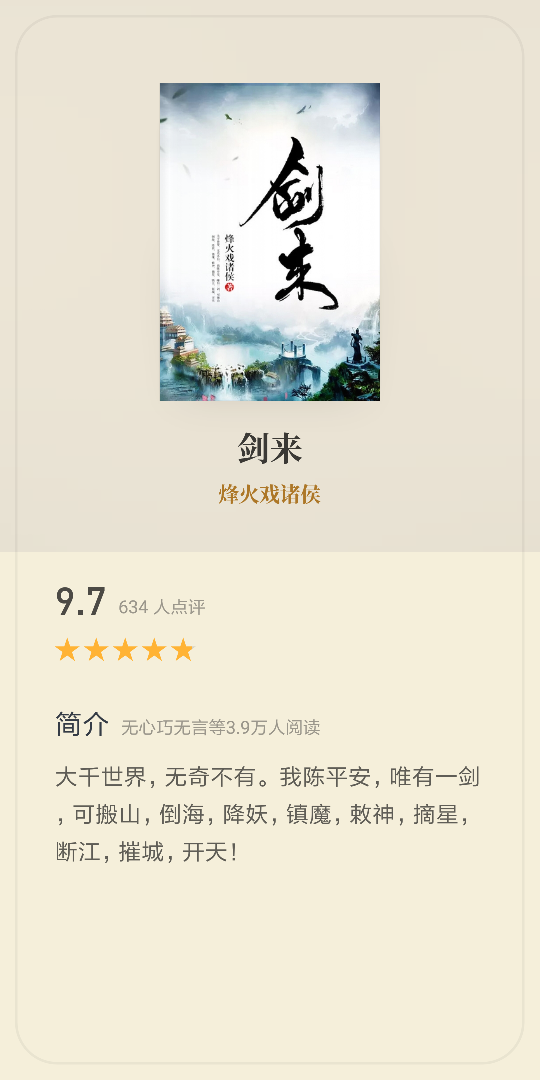 剑来
烽火戏诸侯 著
剑来
烽火戏诸侯
9.7 634 人点评
简介 无心巧无言等3.9万人阅读
大千世界，无奇不有。我陈平安，唯有一剑
，可搬山，倒海，降妖，镇魔，敕神，摘星，
断江，摧城，开天！